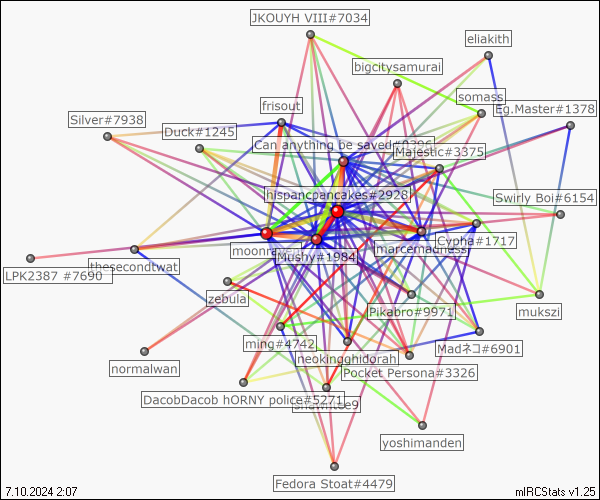 JKOUYH VIII#7034
eliakith
bigcitysamurai
somass
Eg.Master#1378
frisout
Silver#7938
Duck#1245
Can anything be saved#0396
Majestic#3375
hispancpancakes#2928
Swirly Boi#6154
moonra
Mushy#1984
marcemadness
Cypha#1717
thesecondtwat
LPK2387 #7690
zebula
Pikabro#9971
mukszi
ming#4742
Madネコ#6901
neokingghidorah
normalwan
Pocket Persona#3326
DacobDacob hORNY police#5271
yoshimanden
Fedora Stoat#4479
7.10.2024 2:07
mIRCStats v1.25